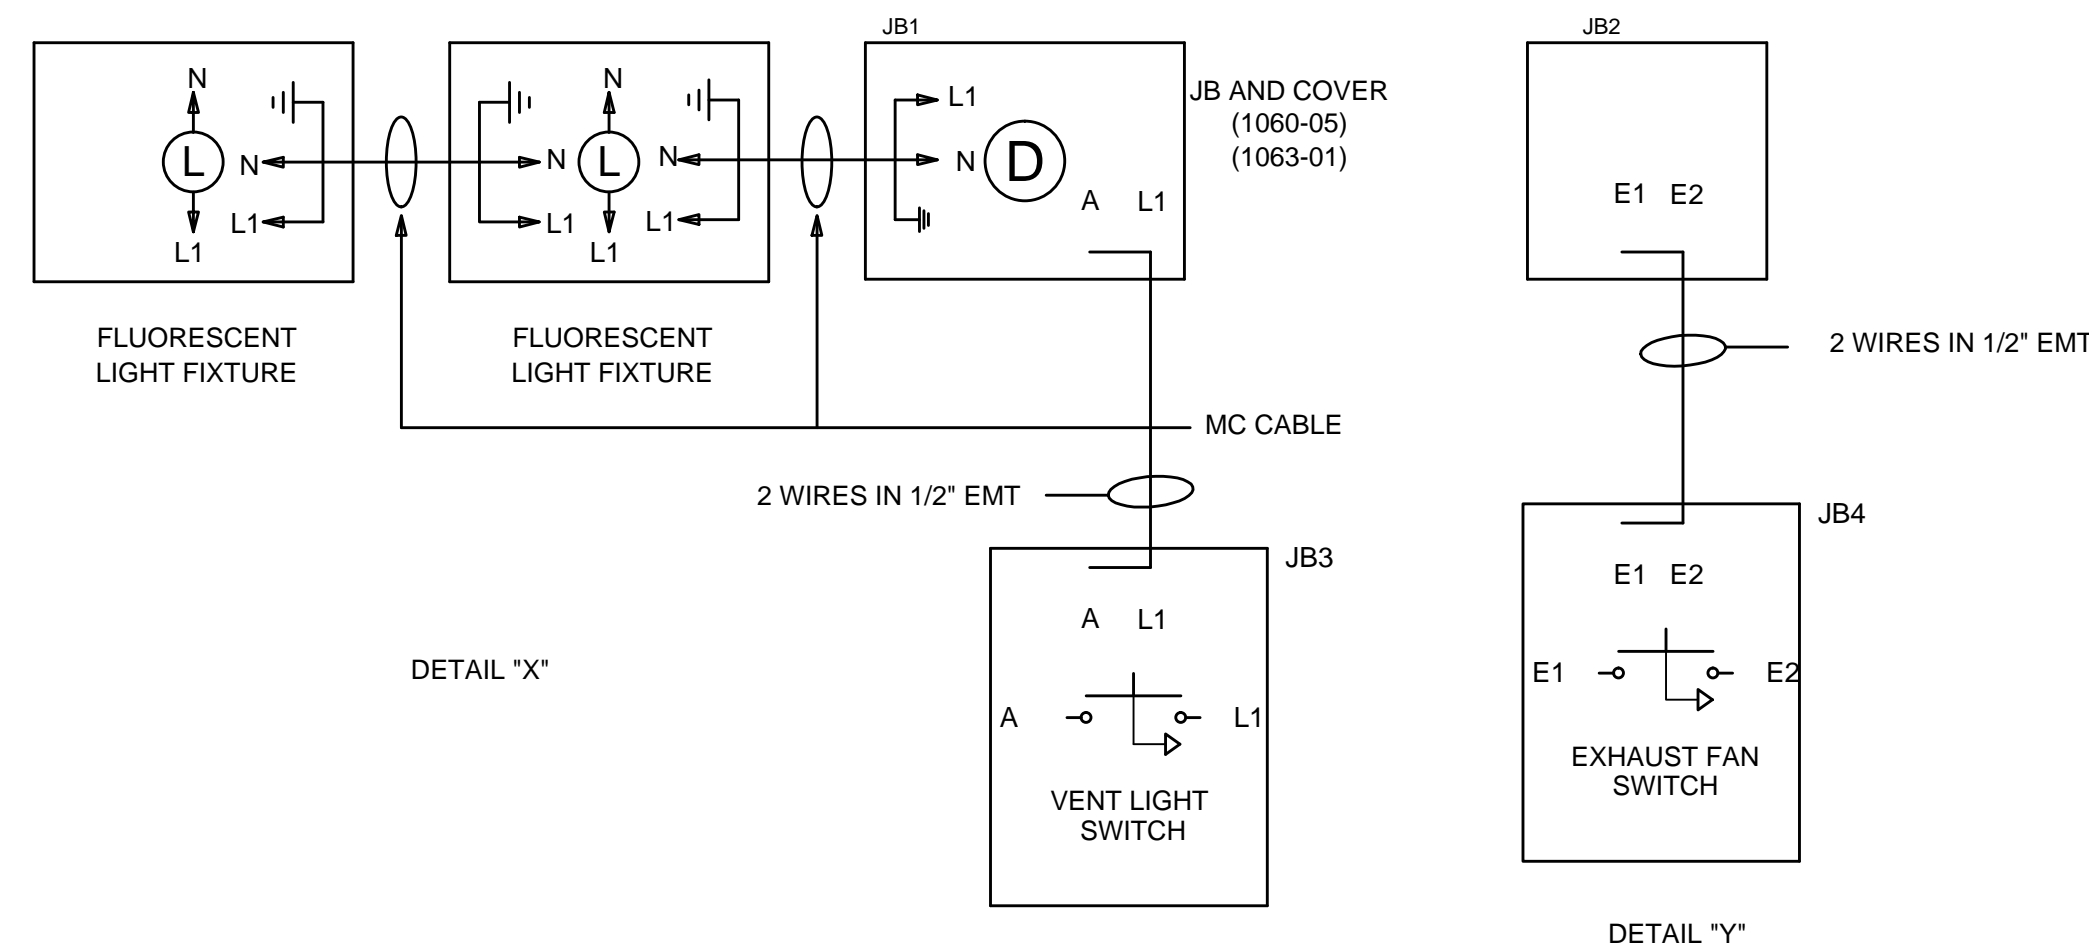 JB1
JB2
N
N
L1
JB AND COVER
(1060-05)
(1063-01)
L
N
N
L
N
N
D
A
L1
E1 E2
L1
L1
L1
L1
L1
FLUORESCENT
LIGHT FIXTURE
FLUORESCENT
LIGHT FIXTURE
2 WIRES IN 1/2" EMT
MC CABLE
2 WIRES IN 1/2" EMT
JB3
JB4
A L1
E1 E2
DETAIL "X"
A
L1
E1
E2
VENT LIGHT
SWITCH
EXHAUST FAN
SWITCH
DETAIL "Y"